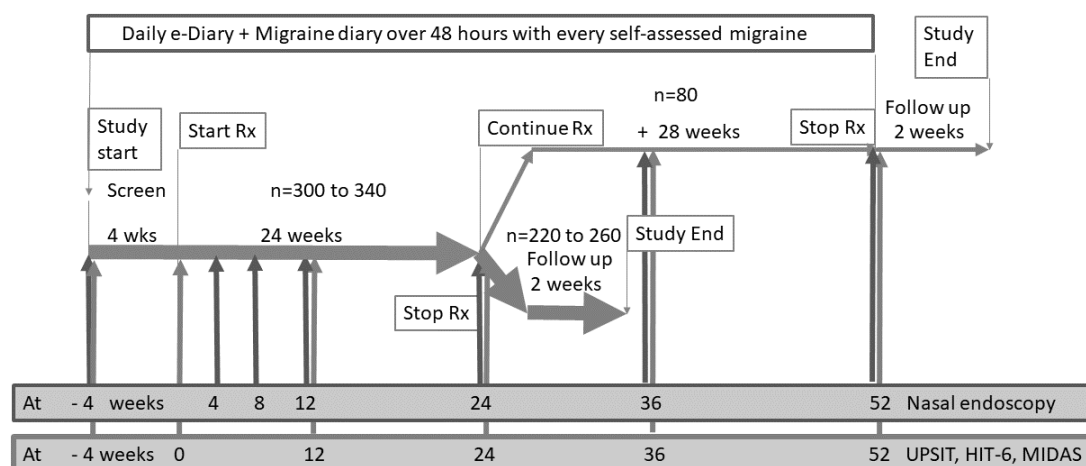 Daily e-Diary + Migraine diary over 48 hours with every self-assessed migraine
Study
End
Study
start
Start Rx
Continue Rx
n=80
+ 28 weeks
Stop Rx
Follow up
2 weeks
Screen
n=300 to 340
4 wks
24 weeks
n=220 to 260
Follow up
2 weeks
Study End
Stop Rx
At - 4 weeks 4 8 12 24 36 52 Nasal endoscopy
At - 4 weeks 0 12 24 36 52 UPSIT, HIT-6, MIDAS